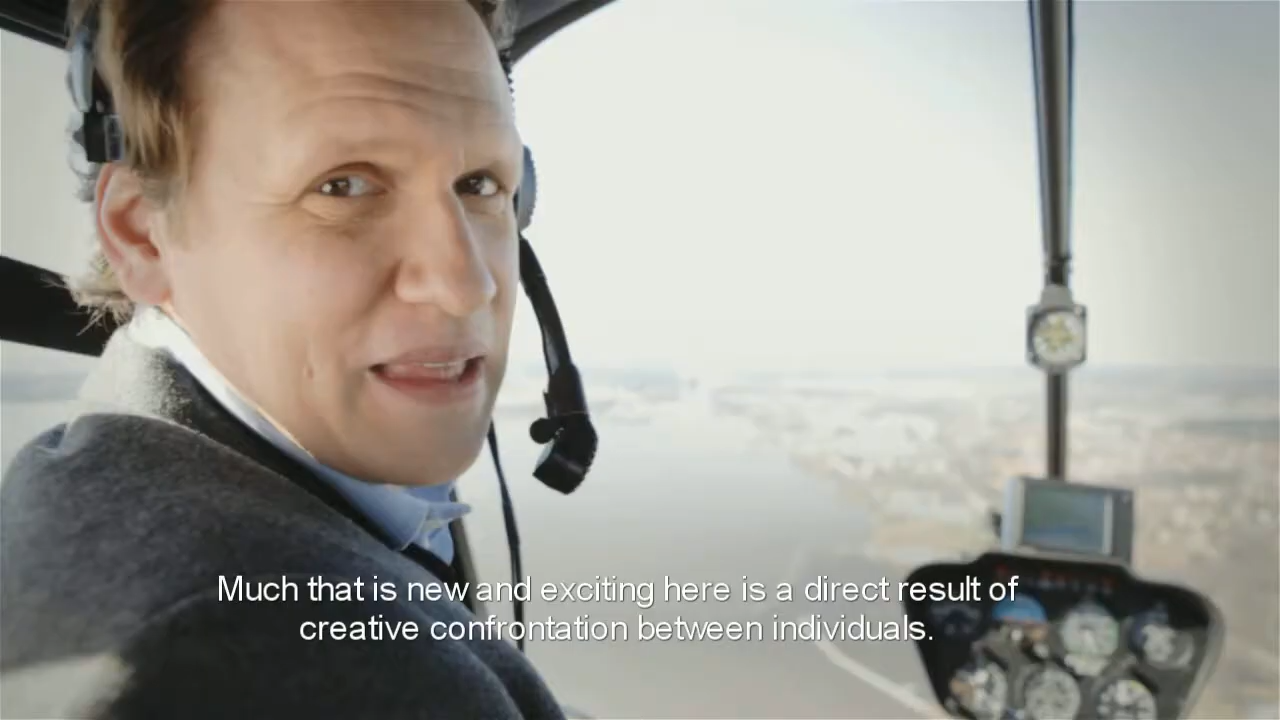 Much that is new and exciting here is a direct result of
creative confrontation between individuals.